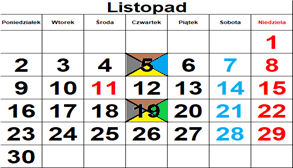 Listopad
Poniedziałek Wtorek Środa Czwartek Piątek Sobota Niedziela
1
2 3 4 5 6 7 8
9 10 11 12 13 14 15
16 17 18 19 20 21 22
23 24 25 26 27 28 29
30